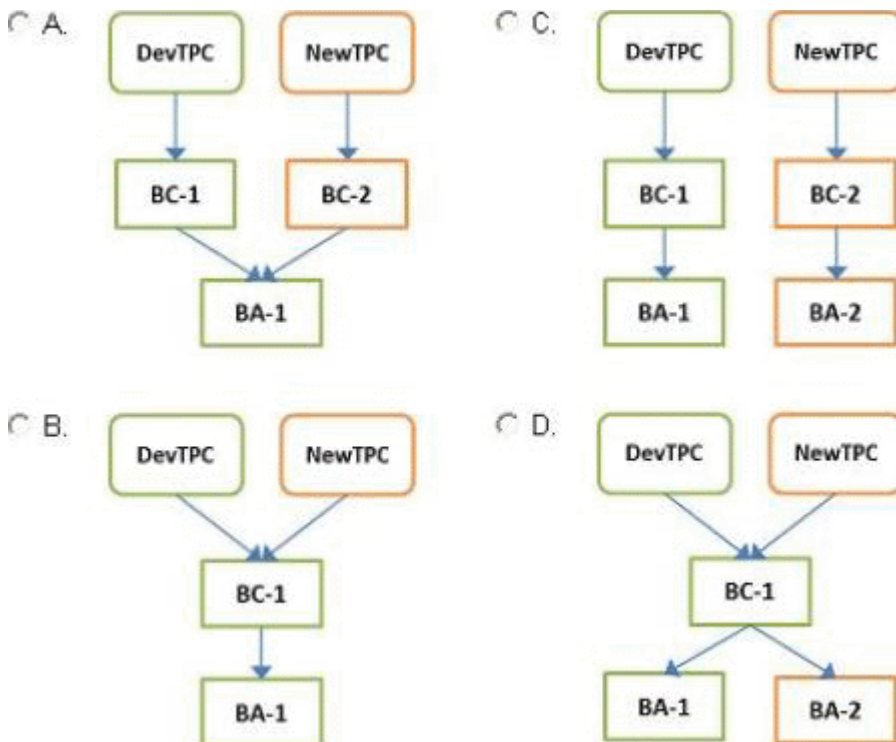 A.
DevTPC NewTPC
BC-1 BC-2
BA-1
C.
DevTPC NewTPC
BC-1 BC-2
BA-1 BA-2
B.
DevTPC NewTPC
BC-1
BA-1
D.
DevTPC NewTPC
BC-1
BA-1 BA-2